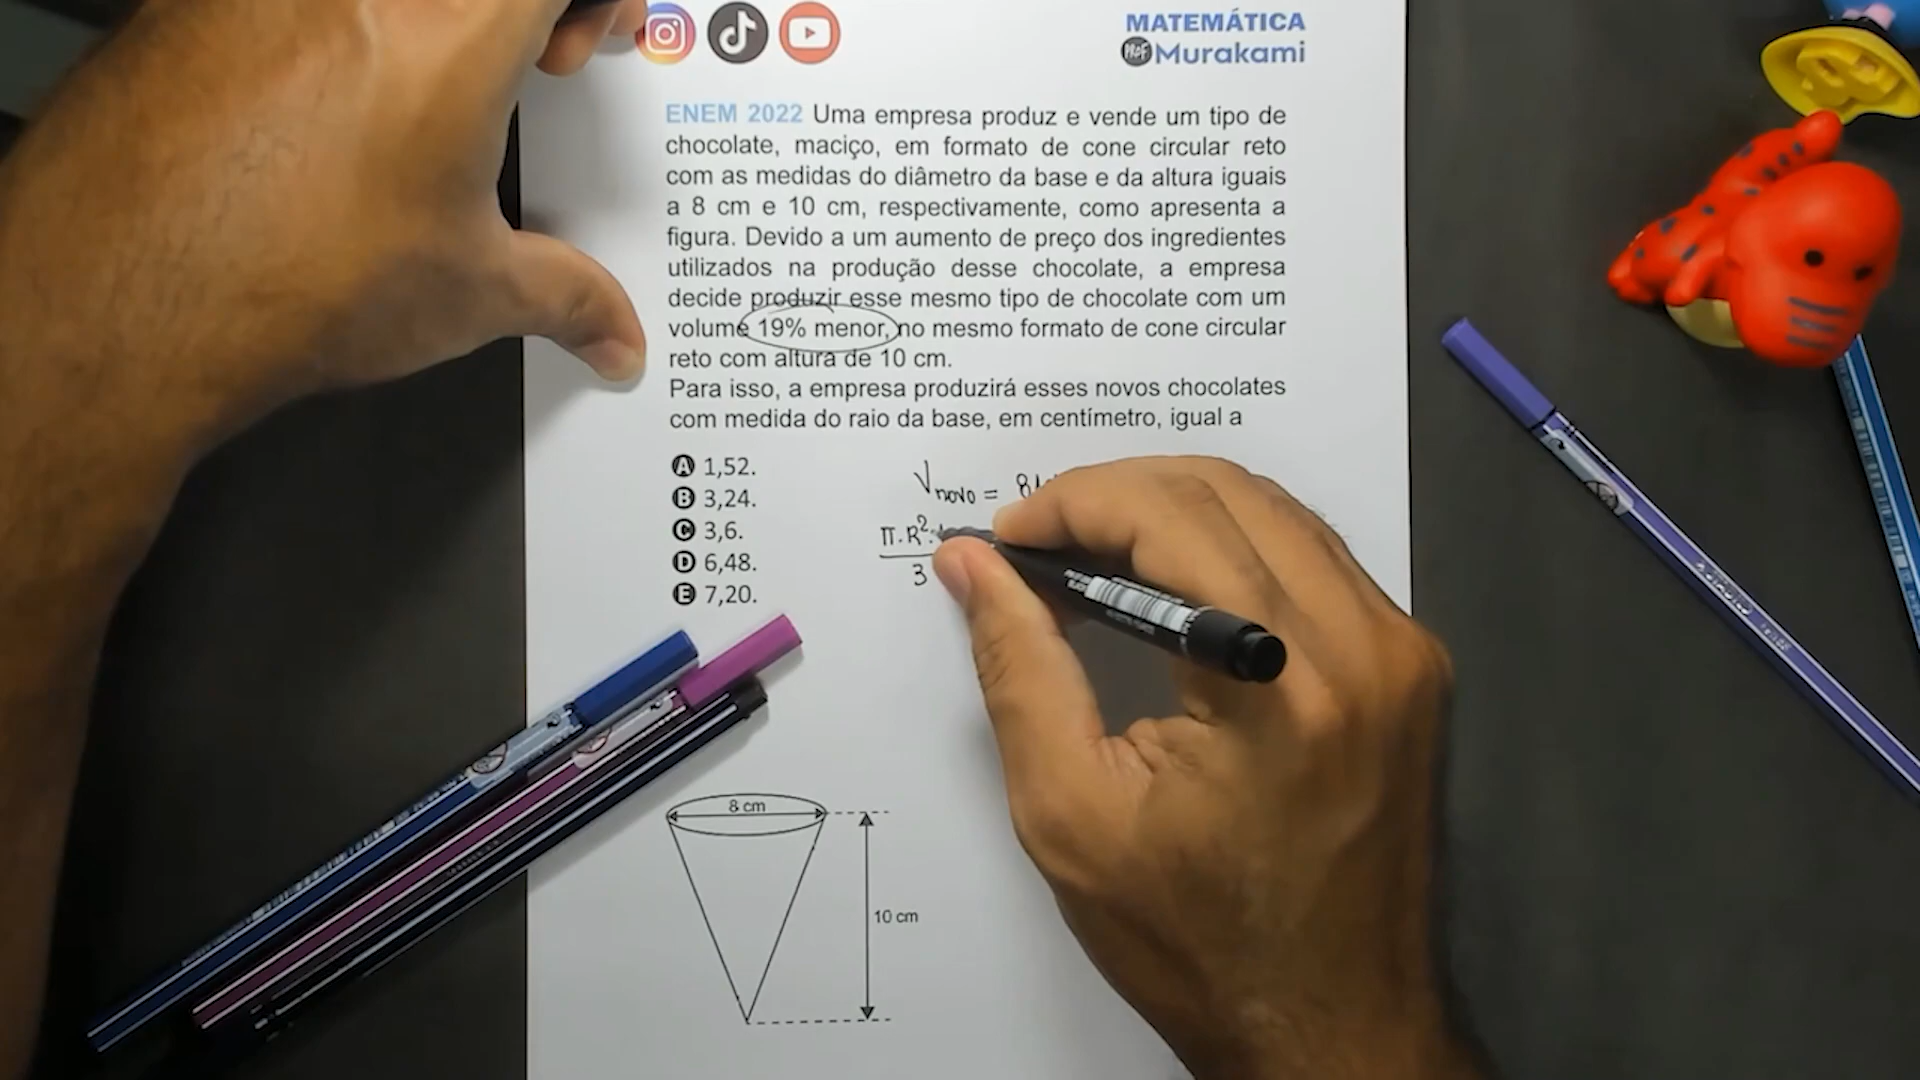 MATEMÁTICA
PROF Murakami
ENEM 2022 Uma empresa produz e vende um tipo de
chocolate, maciço, em formato de cone circular reto
com as medidas do diâmetro da base e da altura iguais
a 8 cm e 10 cm, respectivamente, como apresenta a
figura. Devido a um aumento de preço dos ingredientes
utilizados na produção desse chocolate, a empresa
decide produzir esse mesmo tipo de chocolate com um
volume 19% menor, no mesmo formato de cone circular
reto com altura de 10 cm.
Para isso, a empresa produzirá esses novos chocolates
com medida do raio da base, em centímetro, igual a
A 1,52.
B 3,24.
C 3,6.
D 6,48.
E 7,20.
V novo = 81
π.R².
3
8 cm
10 cm